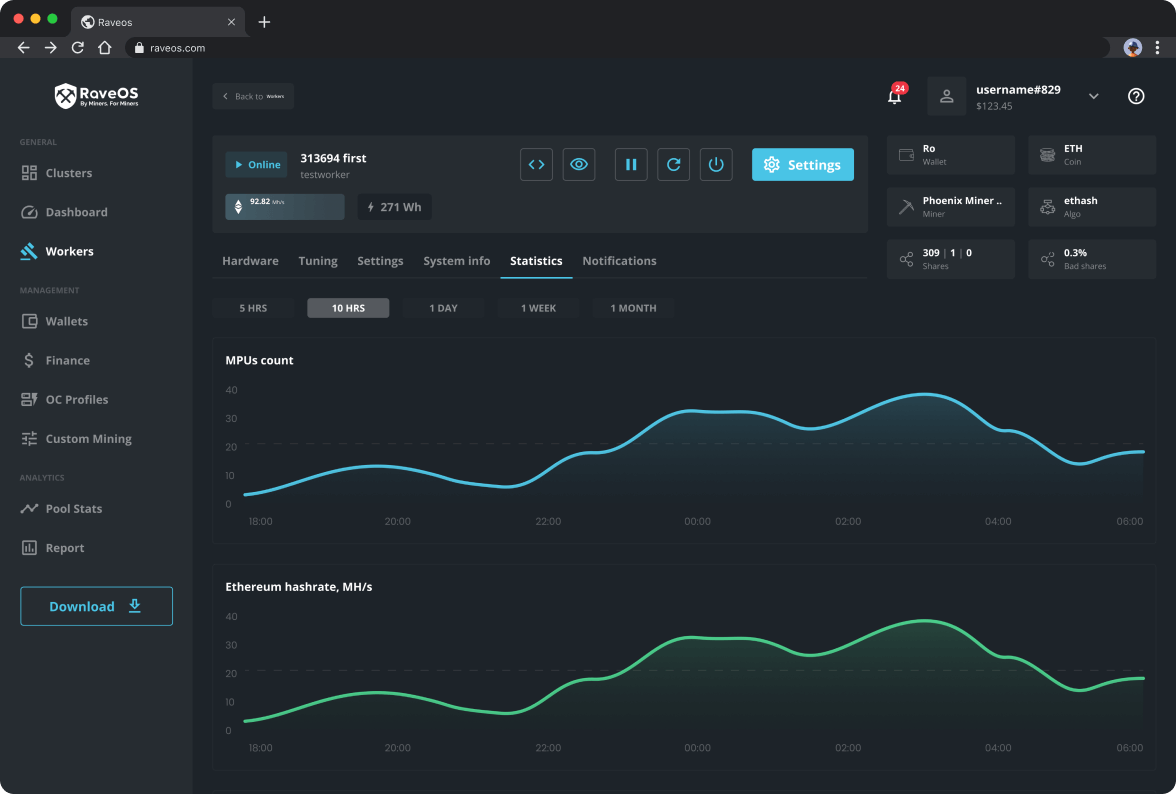 Raveos
raveos.com
RaveOS
By Miners. For Miners
GENERAL
Clusters
Dashboard
Workers
MANAGEMENT
Wallets
Finance
OC Profiles
Custom Mining
ANALYTICS
Pool Stats
Report
Download
Back to Workers
24
username#829
$123.45
Online
313694 first
testworker
Settings
92.82 Mh/s
271 Wh
Ro
Wallet
ETH
Coin
Phoenix Miner ..
Miner
ethash
Algo
309 | 1 | 0
Shares
0.3%
Bad shares
Hardware Tuning Settings System info Statistics Notifications
5 HRS 10 HRS 1 DAY 1 WEEK 1 MONTH
MPUs count
40
30
20
10
0
18:00 20:00 22:00 00:00 02:00 04:00 06:00
Ethereum hashrate, MH/s
40
30
20
10
0
18:00 20:00 22:00 00:00 02:00 04:00 06:00